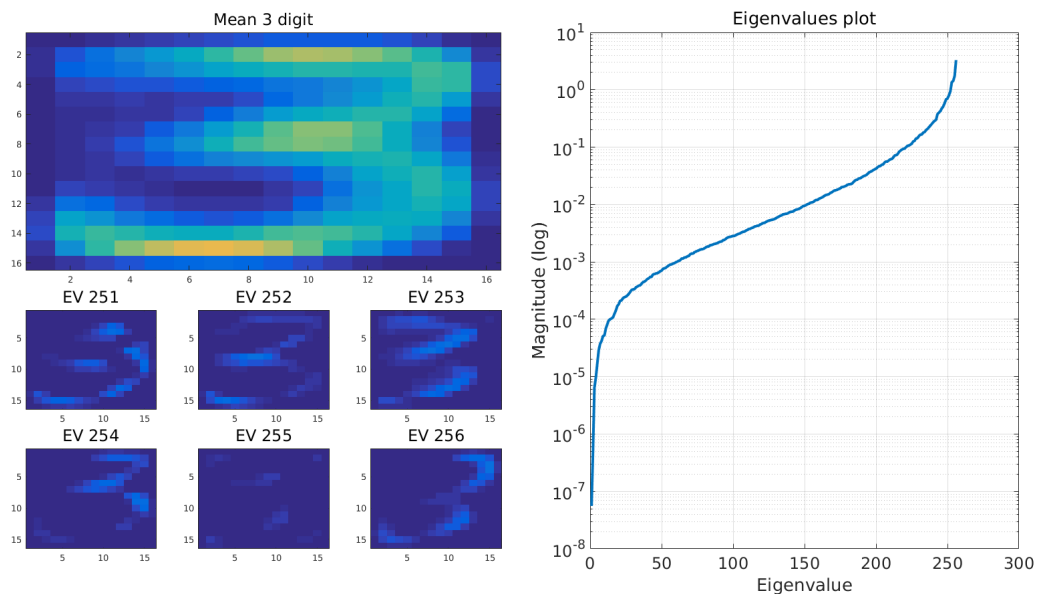 Mean 3 digit
2
4
6
8
10
12
14
16
2 4 6 8 10 12 14 16
EV 251 EV 252 EV 253
5
10
15
5 10 15
5
10
15
5 10 15
5
10
15
5 10 15
EV 254 EV 255 EV 256
5
10
15
5 10 15
5
10
15
5 10 15
5
10
15
5 10 15
Eigenvalues plot
Magnitude (log)
10^1
10^0
10^-1
10^-2
10^-3
10^-4
10^-5
10^-6
10^-7
10^-8
0 50 100 150 200 250 300
Eigenvalue